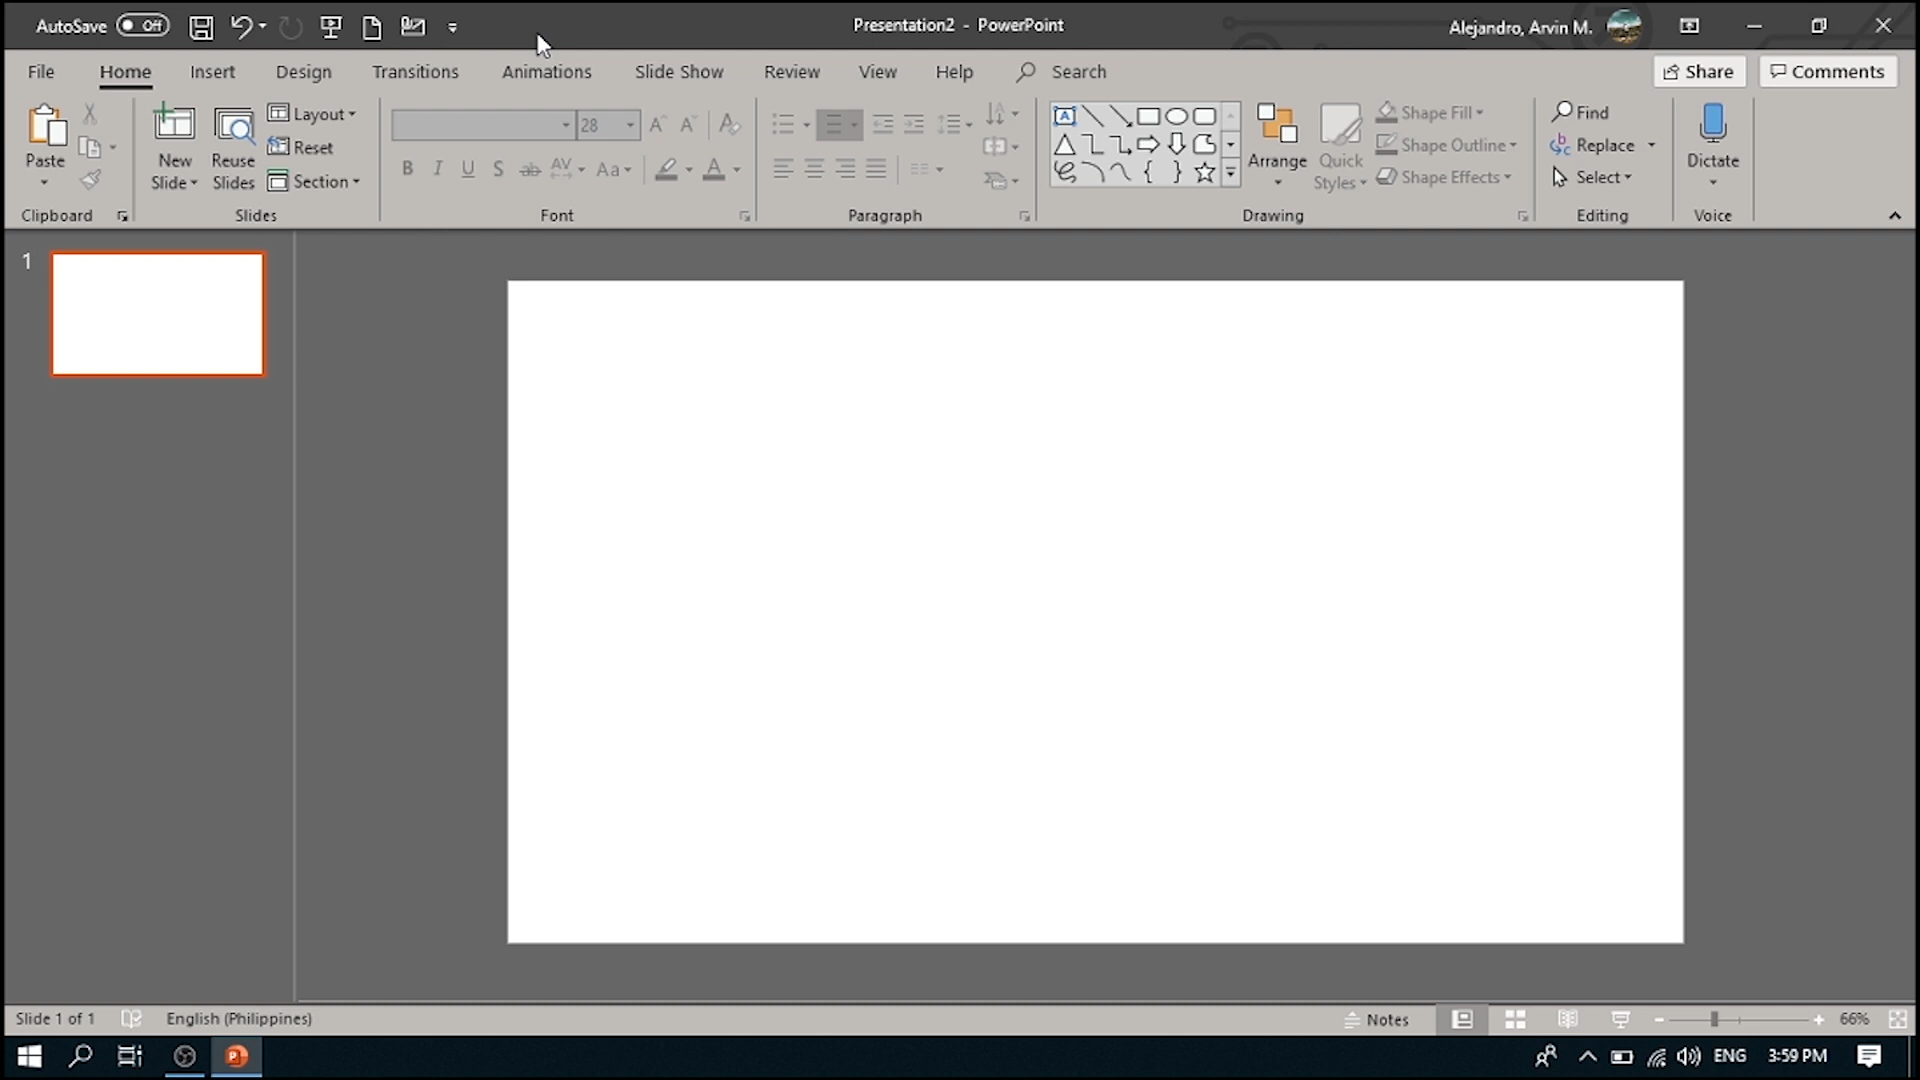 AutoSave Off Presentation2 - PowerPoint Alejandro, Arvin M.
File Home Insert Design Transitions Animations Slide Show Review View Help Search Share Comments
Paste
Clipboard
New Slide
Reuse Slides
Layout
Reset
Section
Slides
28
B I U S ab AV Aa A
Font
Paragraph
Arrange
Quick Styles
Shape Fill
Shape Outline
Shape Effects
Drawing
Find
Replace
Select
Editing
Dictate
Voice
1
Slide 1 of 1 English (Philippines) Notes 66%
ENG 3:59 PM